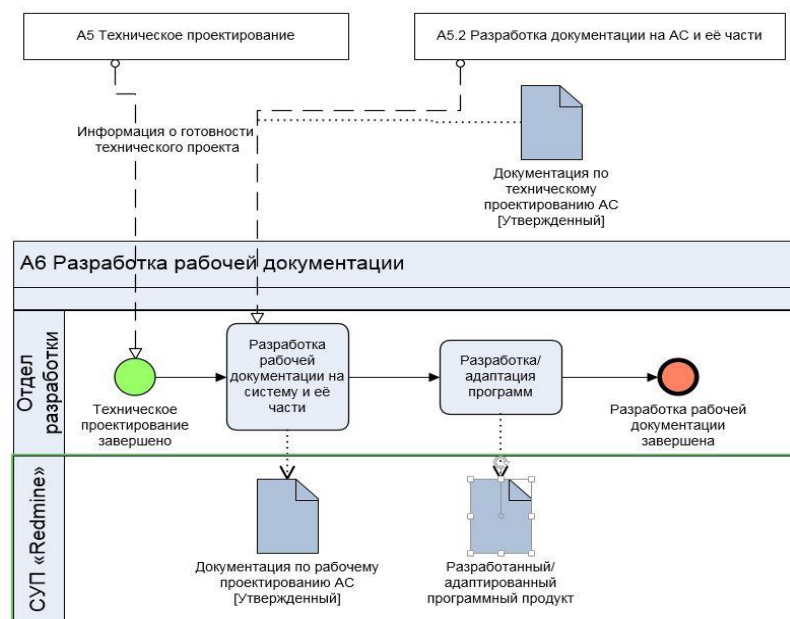 А5 Техническое проектирование
А5.2 Разработка документации на АС и её части
Информация о готовности
технического проекта
Документация по
техническому
проектированию АС
[Утвержденный]
А6 Разработка рабочей документации
Отдел
разработки
Техническое
проектирование
завершено
Разработка
рабочей
документации на
систему и её
части
Разработка/
адаптация
программ
Разработка рабочей
документации
завершена
СУП «Redmine»
Документация по рабочему
проектированию АС
[Утвержденный]
Разработанный/
адаптированный
программный продукт